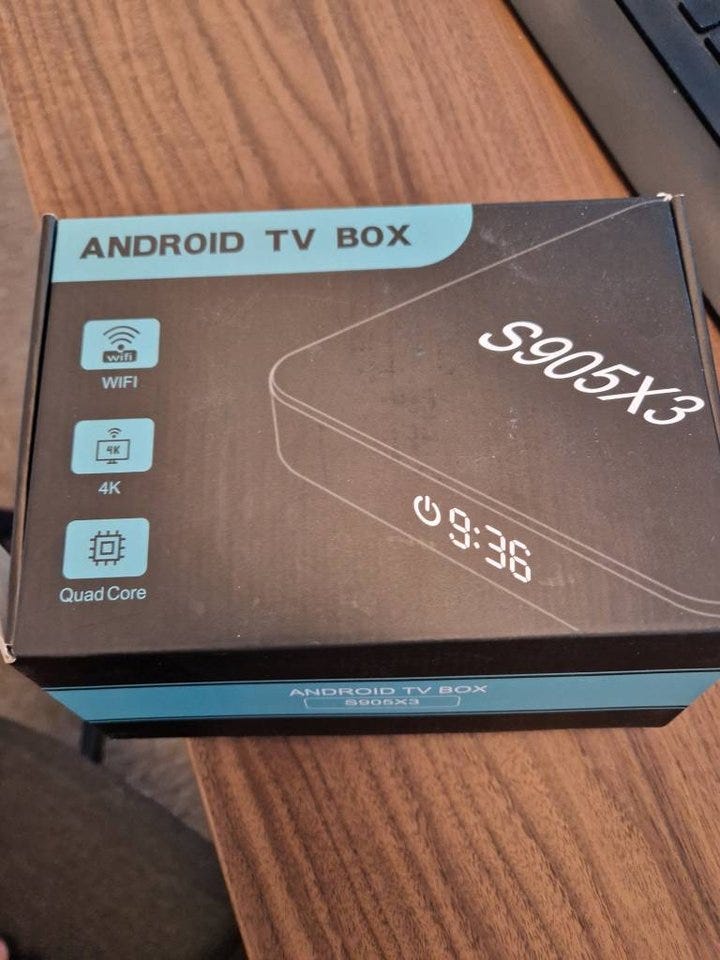 ANDROID TV BOX
wifi
WIFI
4K
4K
Quad Core
S905X3
9:36
ANDROID TV BOX
S905X3